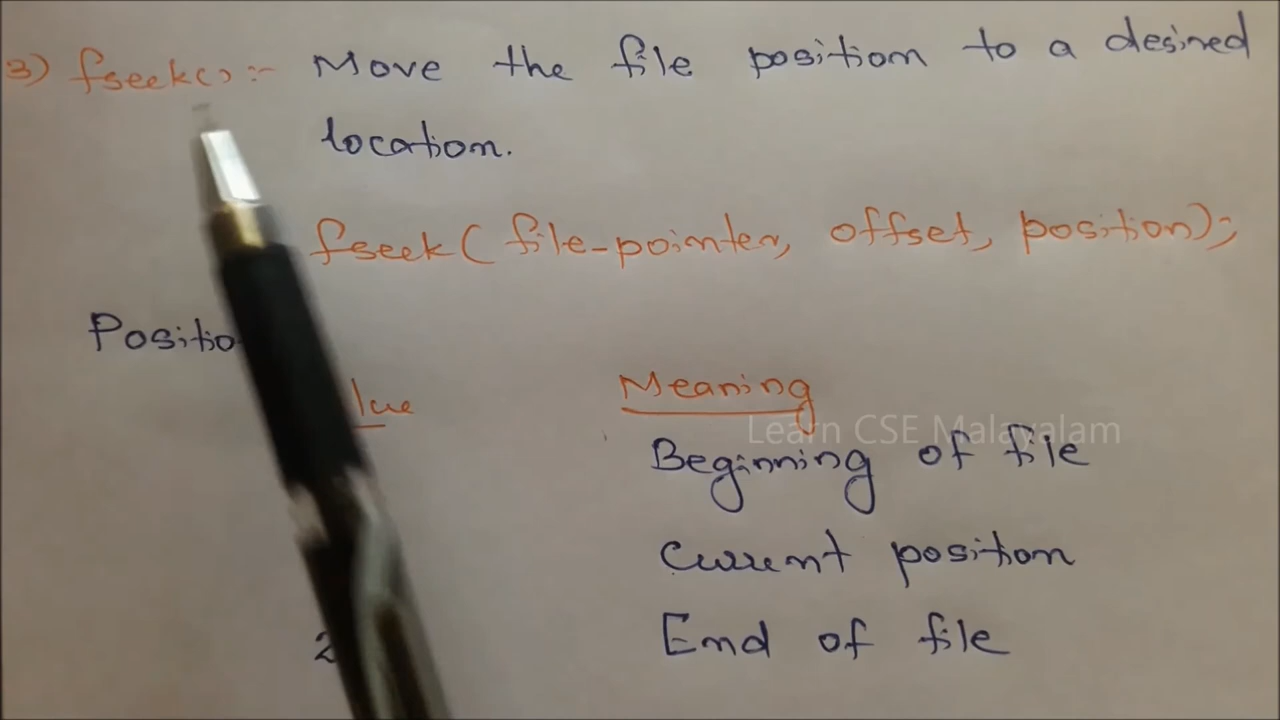 3) fseek() :- Move the file position to a desired
location.
fseek( file-pointer, offset, position);
Positio
lue Meaning
Learn CSE Malayalam
Beginning of file
Current position
2 End of file